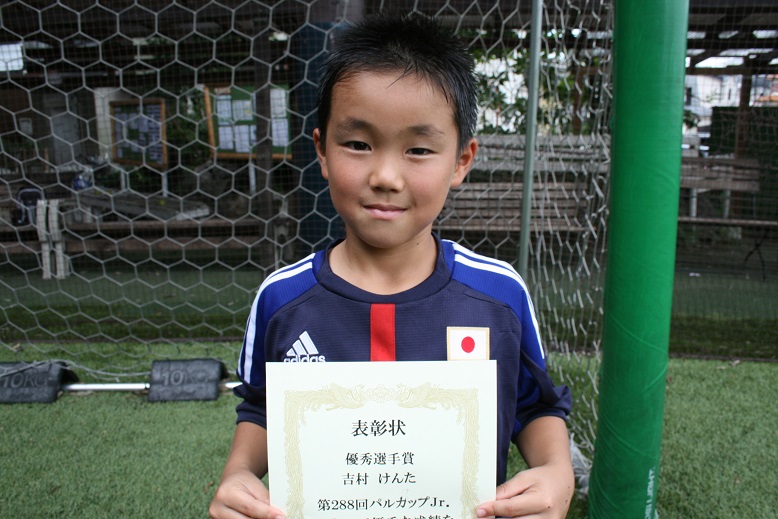 adidas
表彰状
優秀選手賞
吉村 けんた
第288回パルカップJr.